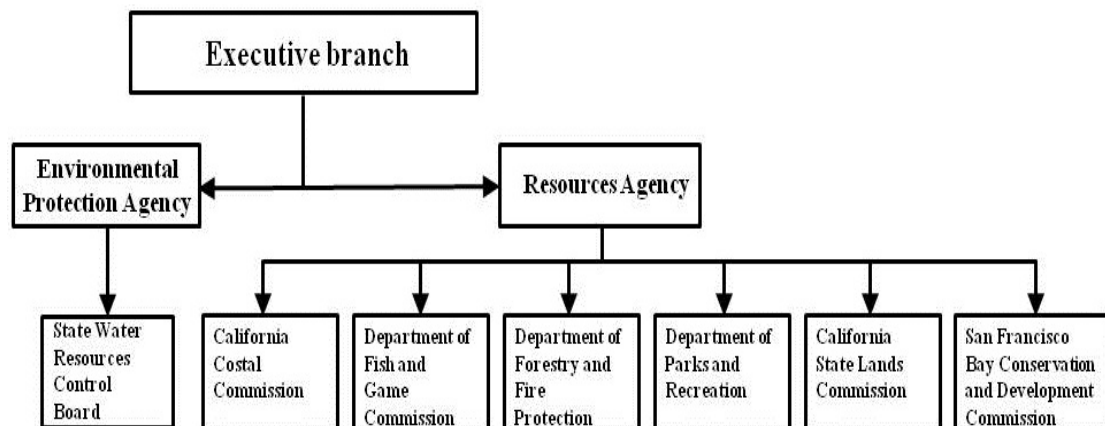 Executive branch
Environmental
Protection Agency
Resources Agency
State Water
Resources
Control
Board
California
Costal
Commission
Department of
Fish and
Game
Commission
Department of
Forestry and
Fire
Protection
Department of
Parks and
Recreation
California
State Lands
Commission
San Francisco
Bay Conservation
and Development
Commission